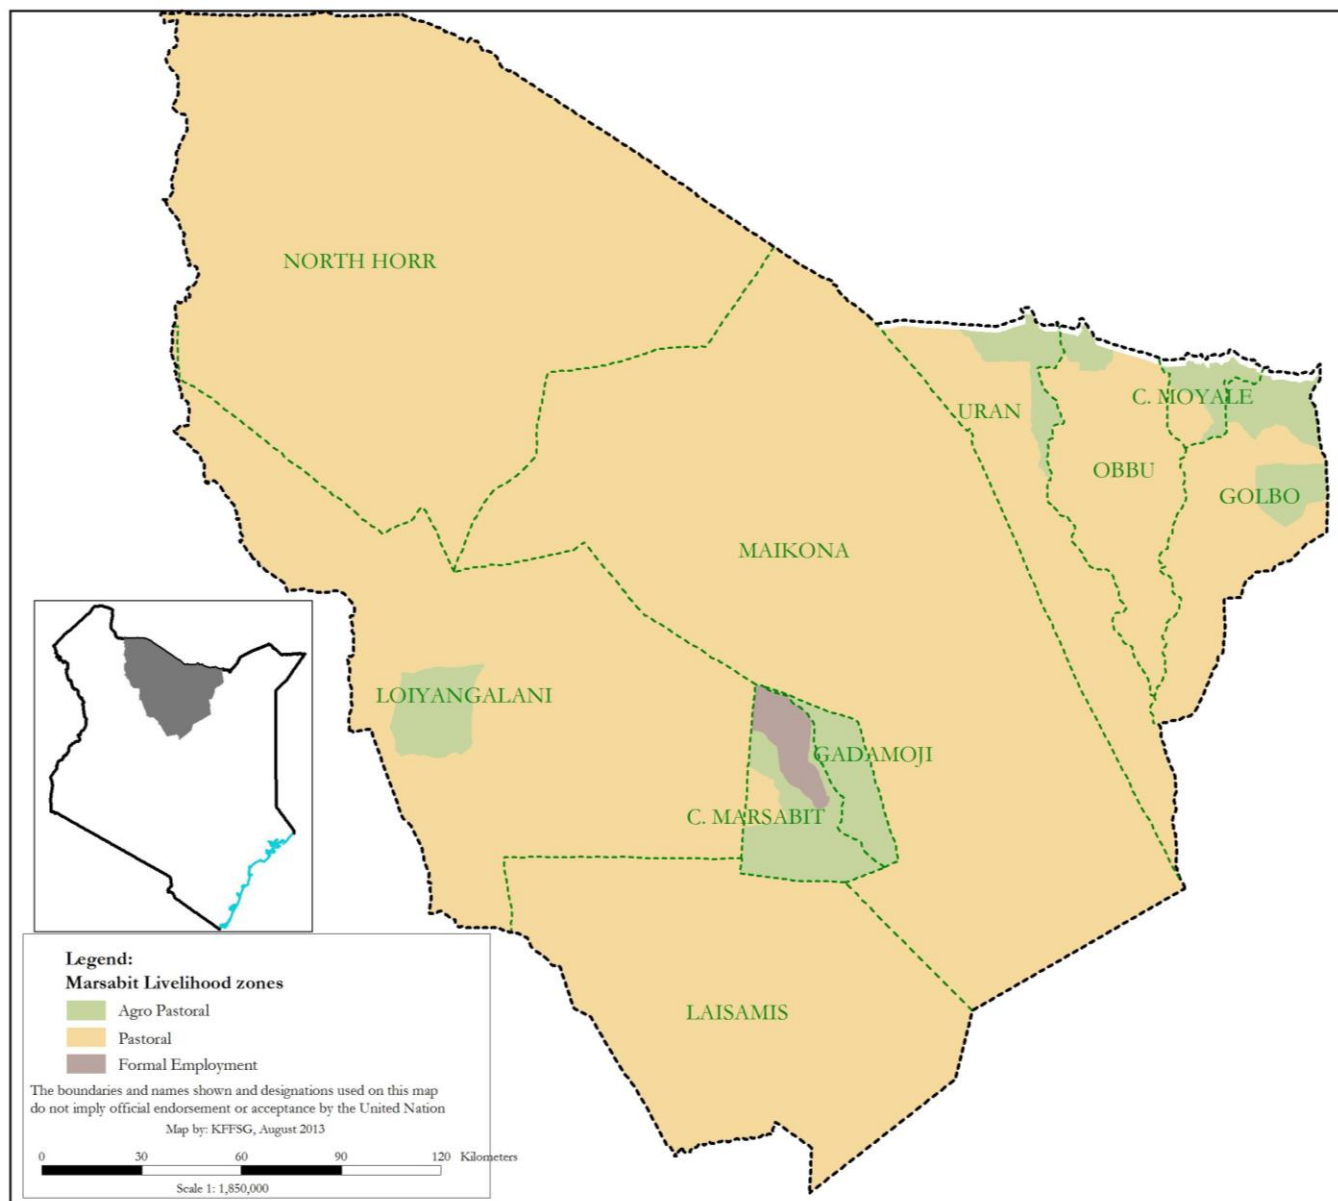 NORTH HORR
C. MOYALE
URAN
OBBU
GOLBO
MAIKONA
LOIYANGALANI
GADAMOJI
C. MARSABIT
LAISAMIS
Legend:
Marsabit Livelihood zones
Agro Pastoral
Pastoral
Formal Employment
The boundaries and names shown and designations used on this map
do not imply official endorsement or acceptance by the United Nation
Map by: KFFSG, August 2013
0 30 60 90 120 Kilometers
Scale 1: 1,850,000